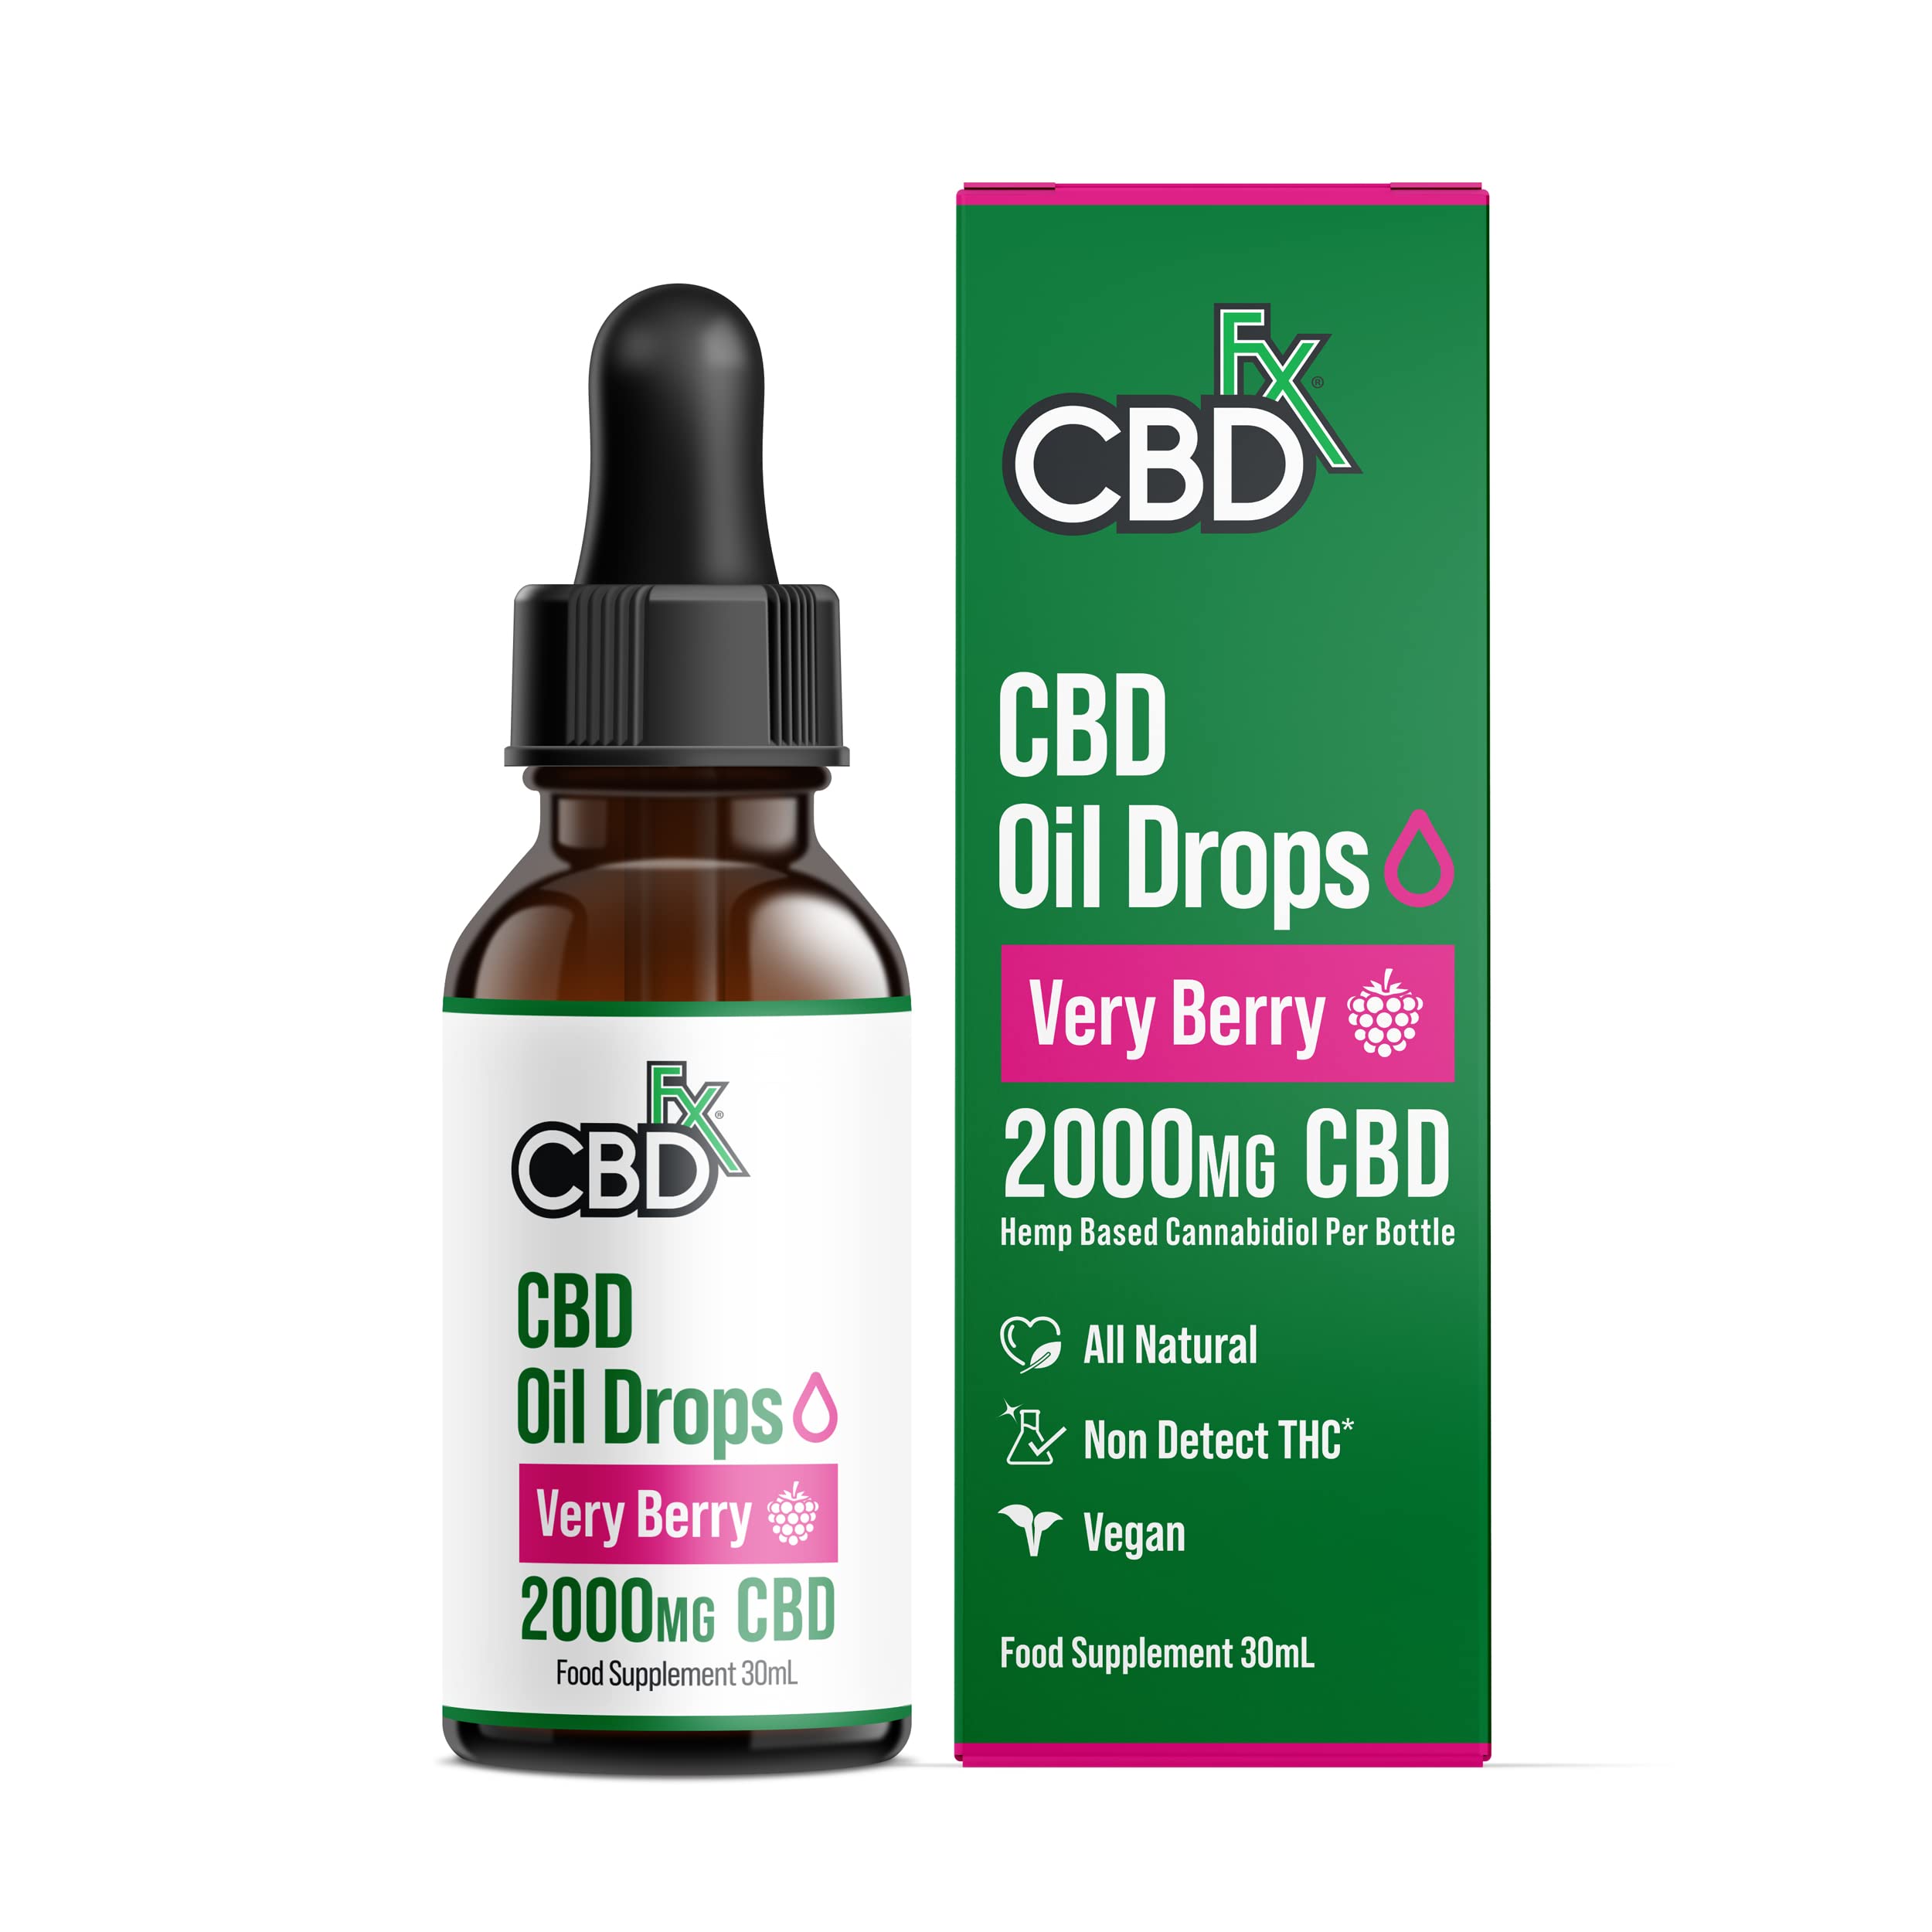 CBDFx®
CBD
Oil Drops
Very Berry
2000MG CBD
Food Supplement 30mL
CBDFx®
CBD
Oil Drops
Very Berry
2000MG CBD
Hemp Based Cannabidiol Per Bottle
All Natural
Non Detect THC*
Vegan
Food Supplement 30mL